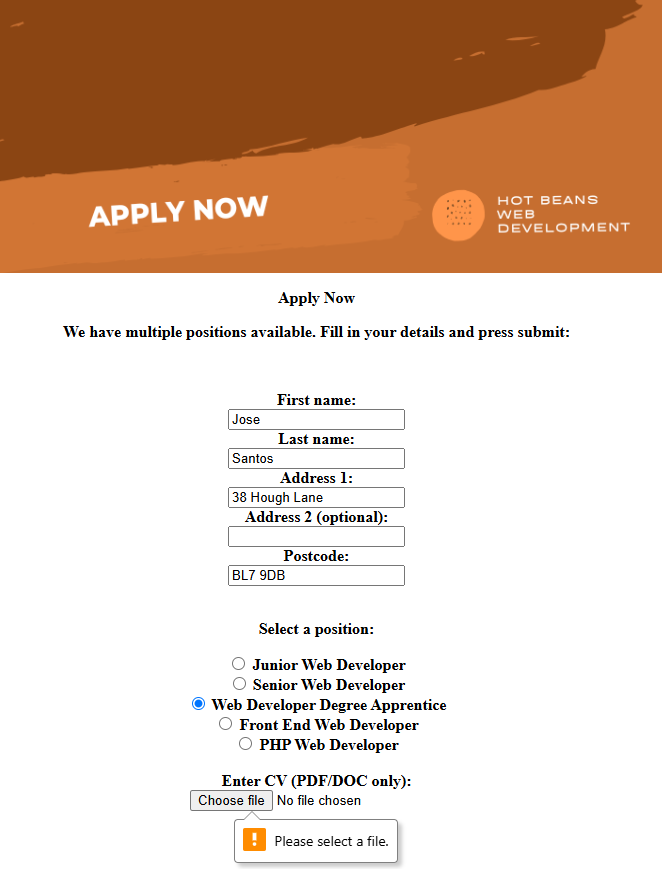 APPLY NOW
HOT BEANS
WEB
DEVELOPMENT
Apply Now
We have multiple positions available. Fill in your details and press submit:
First name:
Jose
Last name:
Santos
Address 1:
38 Hough Lane
Address 2 (optional):
Postcode:
BL7 9DB
Select a position:
Junior Web Developer
Senior Web Developer
Web Developer Degree Apprentice
Front End Web Developer
PHP Web Developer
Enter CV (PDF/DOC only):
Choose file No file chosen
! Please select a file.